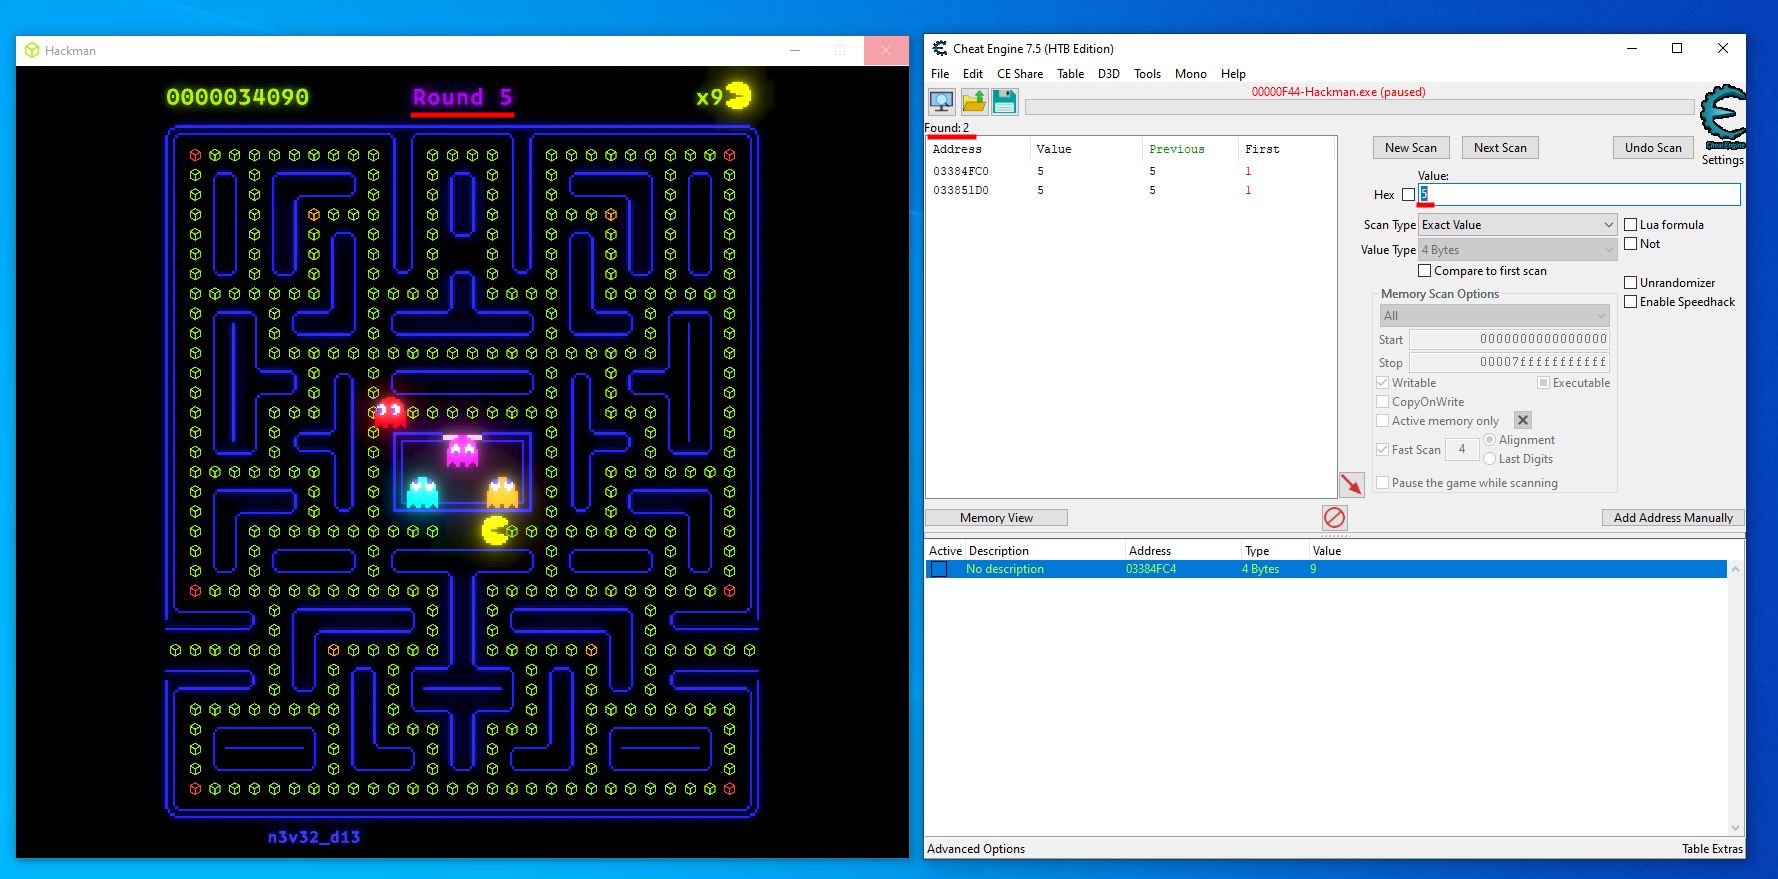 Hackman
0000034090 Round 5 x9
n3v32_d13
Cheat Engine 7.5 (HTB Edition)
File Edit CE Share Table D3D Tools Mono Help
00000F44-Hackman.exe (paused)
Found: 2
Address Value Previous First
03384FC0 5 5 1
033851D0 5 5 1
New Scan Next Scan Undo Scan
Cheat Engine
Settings
Value:
Hex 5
Scan Type Exact Value Lua formula
Value Type 4 Bytes Not
Compare to first scan
Unrandomizer
Memory Scan Options
Enable Speedhack
All
Start 0000000000000000
Stop 00007fffffffffff
Writable Executable
CopyOnWrite
Active memory only
Fast Scan 4 Alignment
Last Digits
Pause the game while scanning
Memory View Add Address Manually
Active Description Address Type Value
No description 03384FC4 4 Bytes 9
Advanced Options Table Extras